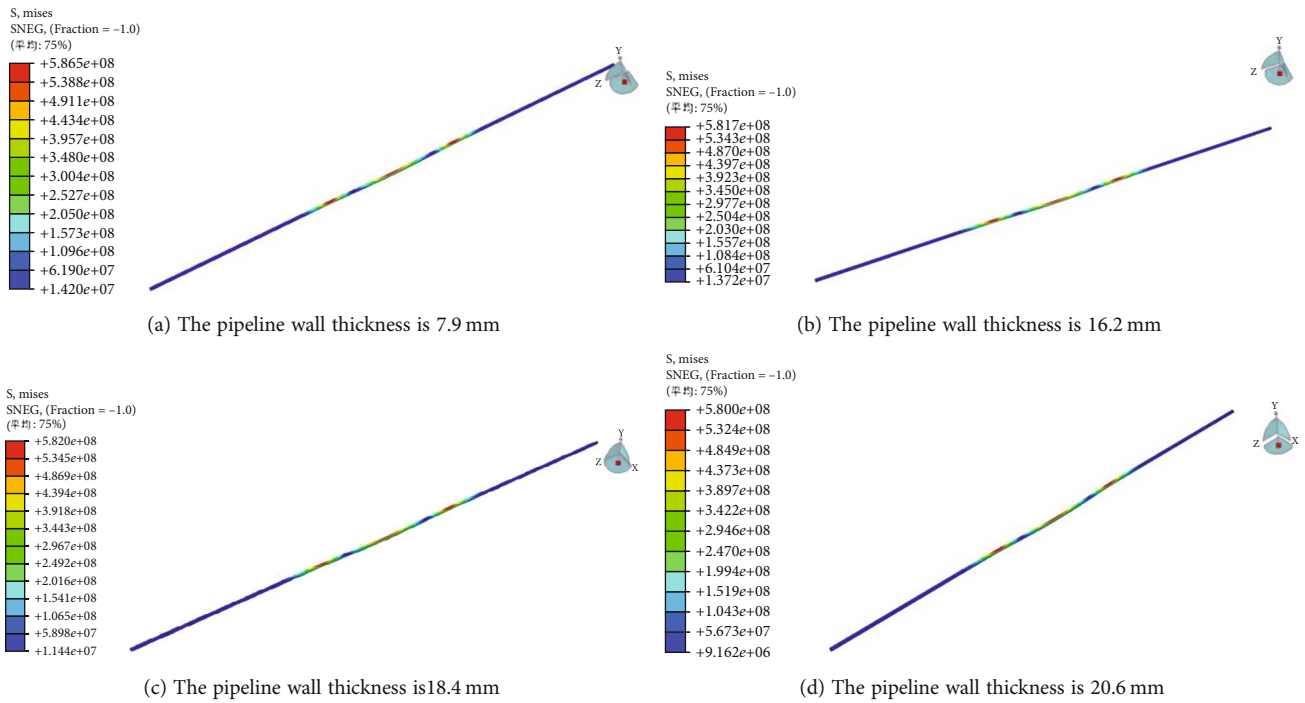 S, mises
SNEG, (Fraction = –1.0)
(平均: 75%)
+5.865e+08
+5.388e+08
+4.911e+08
+4.434e+08
+3.957e+08
+3.480e+08
+3.004e+08
+2.527e+08
+2.050e+08
+1.573e+08
+1.096e+08
+6.190e+07
+1.420e+07
Y
Z
(a) The pipeline wall thickness is 7.9 mm
S, mises
SNEG, (Fraction = –1.0)
(平均: 75%)
+5.817e+08
+5.343e+08
+4.870e+08
+4.397e+08
+3.923e+08
+3.450e+08
+2.977e+08
+2.504e+08
+2.030e+08
+1.557e+08
+1.084e+08
+6.104e+07
+1.372e+07
Y
Z
(b) The pipeline wall thickness is 16.2 mm
S, mises
SNEG, (Fraction = –1.0)
(平均: 75%)
+5.820e+08
+5.345e+08
+4.869e+08
+4.394e+08
+3.918e+08
+3.443e+08
+2.967e+08
+2.492e+08
+2.016e+08
+1.541e+08
+1.065e+08
+5.898e+07
+1.144e+07
Y
Z
X
(c) The pipeline wall thickness is18.4 mm
S, mises
SNEG, (Fraction = –1.0)
(平均: 75%)
+5.800e+08
+5.324e+08
+4.849e+08
+4.373e+08
+3.897e+08
+3.422e+08
+2.946e+08
+2.470e+08
+1.994e+08
+1.519e+08
+1.043e+08
+5.673e+07
+9.162e+06
Y
Z
X
(d) The pipeline wall thickness is 20.6 mm